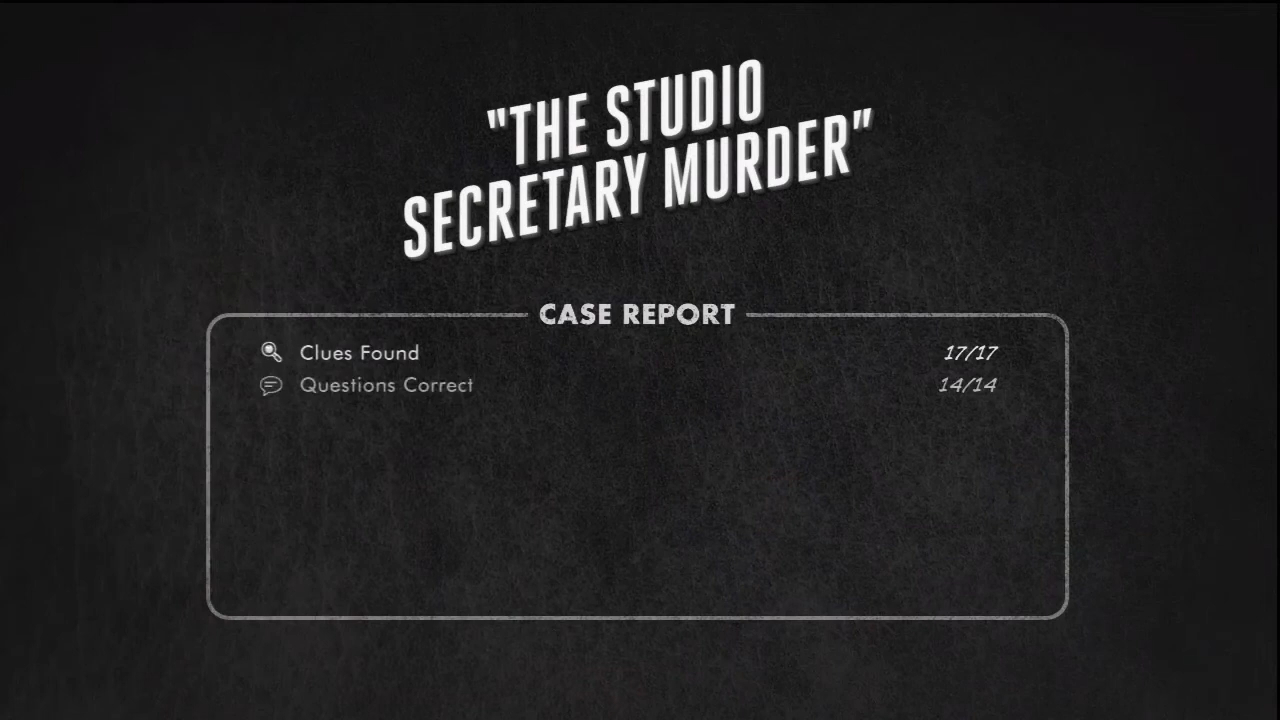 "THE STUDIO
SECRETARY MURDER"
CASE REPORT
Clues Found 17/17
Questions Correct 14/14